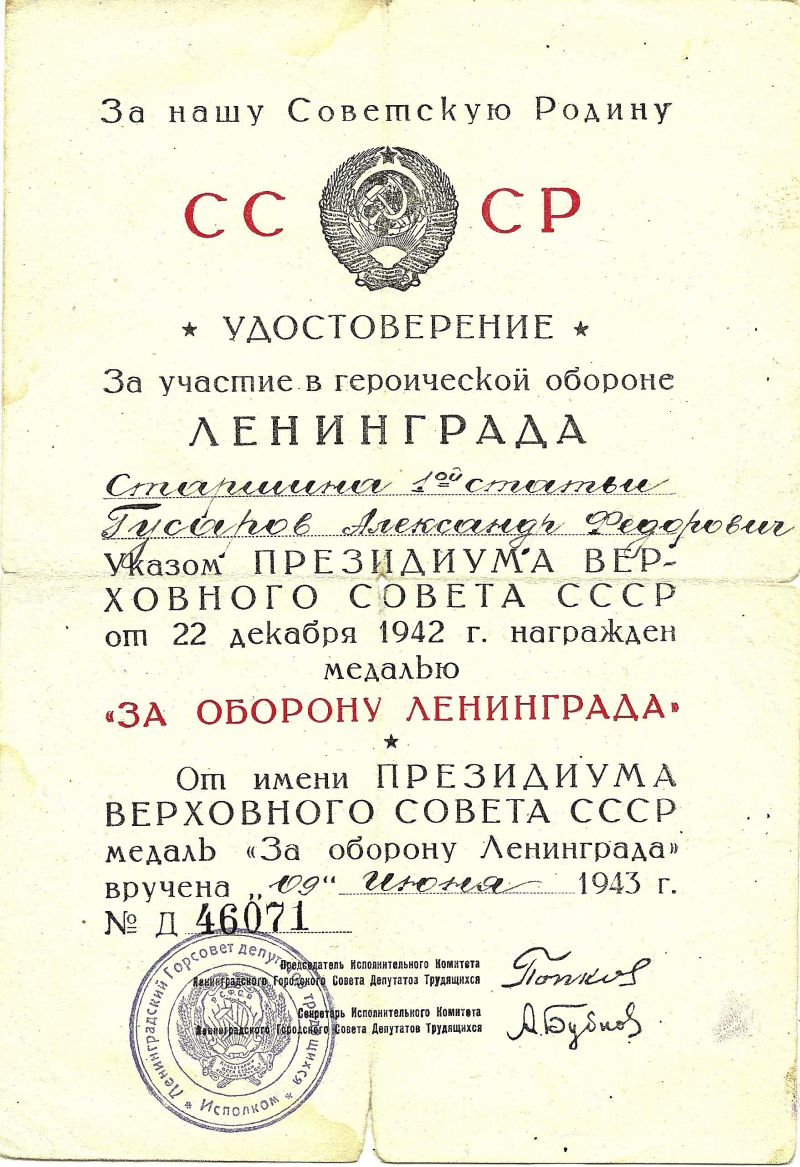 За нашу Советскую Родину
СС СР
★ УДОСТОВЕРЕНИЕ ★
За участие в героической обороне
ЛЕНИНГРАДА
Старшина 1ой статьи
Гусаров Александр Федорович
Указом ПРЕЗИДИУМА ВЕР-
ХОВНОГО СОВЕТА СССР
от 22 декабря 1942 г. награжден
медалью
«ЗА ОБОРОНУ ЛЕНИНГРАДА»
★
От имени ПРЕЗИДИУМА
ВЕРХОВНОГО СОВЕТА СССР
медаль «За оборону Ленинграда»
вручена „09“ Июня 1943 г.
№ Д 46071
Председатель Исполнительного Комитета
Ленинградского Городского Совета Депутатов Трудящихся
Попков
Секретарь Исполнительного Комитета
Ленинградского Городского Совета Депутатов Трудящихся
А Бубнов
Ленинградский Горсовет депутатов трудящихся
★ Исполком ★
РСФСР